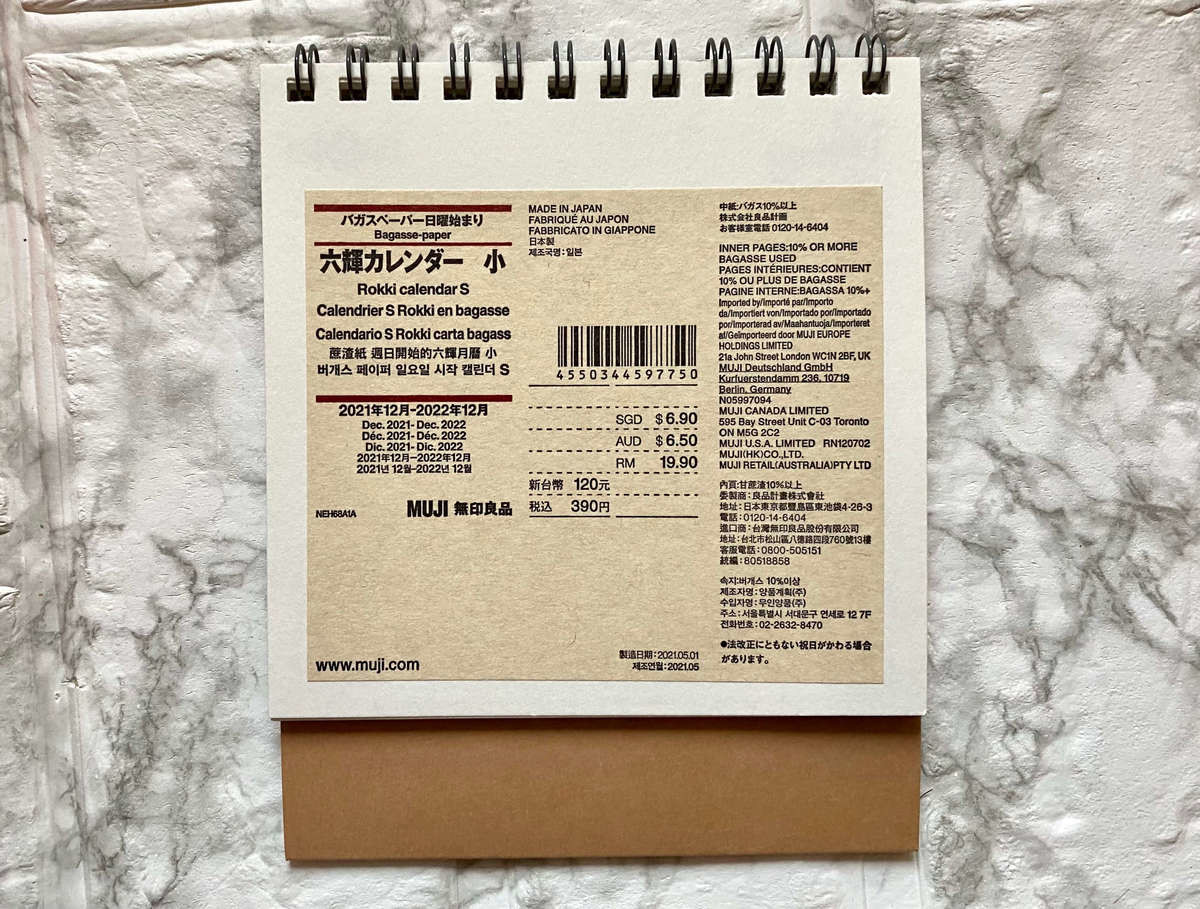 バガスペーパー日曜始まり
Bagasse-paper
六輝カレンダー 小
Rokki calendar S
Calendrier S Rokki en bagasse
Calendario S Rokki carta bagass
蔗渣紙 週日開始的六輝月曆 小
버개스 페이퍼 일요일 시작 캘린더 S
2021年12月-2022年12月
Dec. 2021- Dec. 2022
Déc. 2021- Déc. 2022
Dic. 2021- Dic. 2022
2021年12月-2022年12月
2021년 12월-2022년 12월
NEH68A1A
MUJI 無印良品
www.muji.com
MADE IN JAPAN
FABRIQUÉ AU JAPON
FABBRICATO IN GIAPPONE
日本製
제조국명:일본
4550344597750
SGD $ 6.90
AUD $ 6.50
RM 19.90
新台幣 120元
税込 390円
製造日期:2021.05.01
제조연월:2021.05
中紙:バガス10%以上
株式会社良品計画
お客様室電話 0120-14-6404
INNER PAGES:10% OR MORE
BAGASSE USED
PAGES INTÉRIEURES:CONTIENT
10% OU PLUS DE BAGASSE
PAGINE INTERNE:BAGASSA 10%+
Imported by/Importé par/Importo
da/Importiert von/Importado por/Importado
por/importerad av/Maahantuoja/Importeret
af/Geïmporteerd door MUJI EUROPE
HOLDINGS LIMITED
21a John Street London WC1N 2BF, UK
MUJI Deutschland GmbH
Kurfuerstendamm 236, 10719
Berlin, Germany
N05997094
MUJI CANADA LIMITED
595 Bay Street Unit C-03 Toronto
ON M5G 2C2
MUJI U.S.A. LIMITED RN120702
MUJI(HK)CO.,LTD.
MUJI RETAIL(AUSTRALIA)PTY LTD
內頁:甘蔗渣10%以上
委製商:良品計畫株式會社
地址:日本東京都豐島區東池袋4-26-3
電話:0120-14-6404
進口商:台灣無印良品股份有限公司
地址:台北市松山區八德路四段760號13樓
客服電話:0800-505151
統編:80518858
속지:버개스 10%이상
제조자명:양품계획(주)
수입자명:무인양품(주)
주소:서울특별시 서대문구 연세로 12 7F
전화번호:02-2632-8470
●法改正にともない祝日がかわる場合
があります。